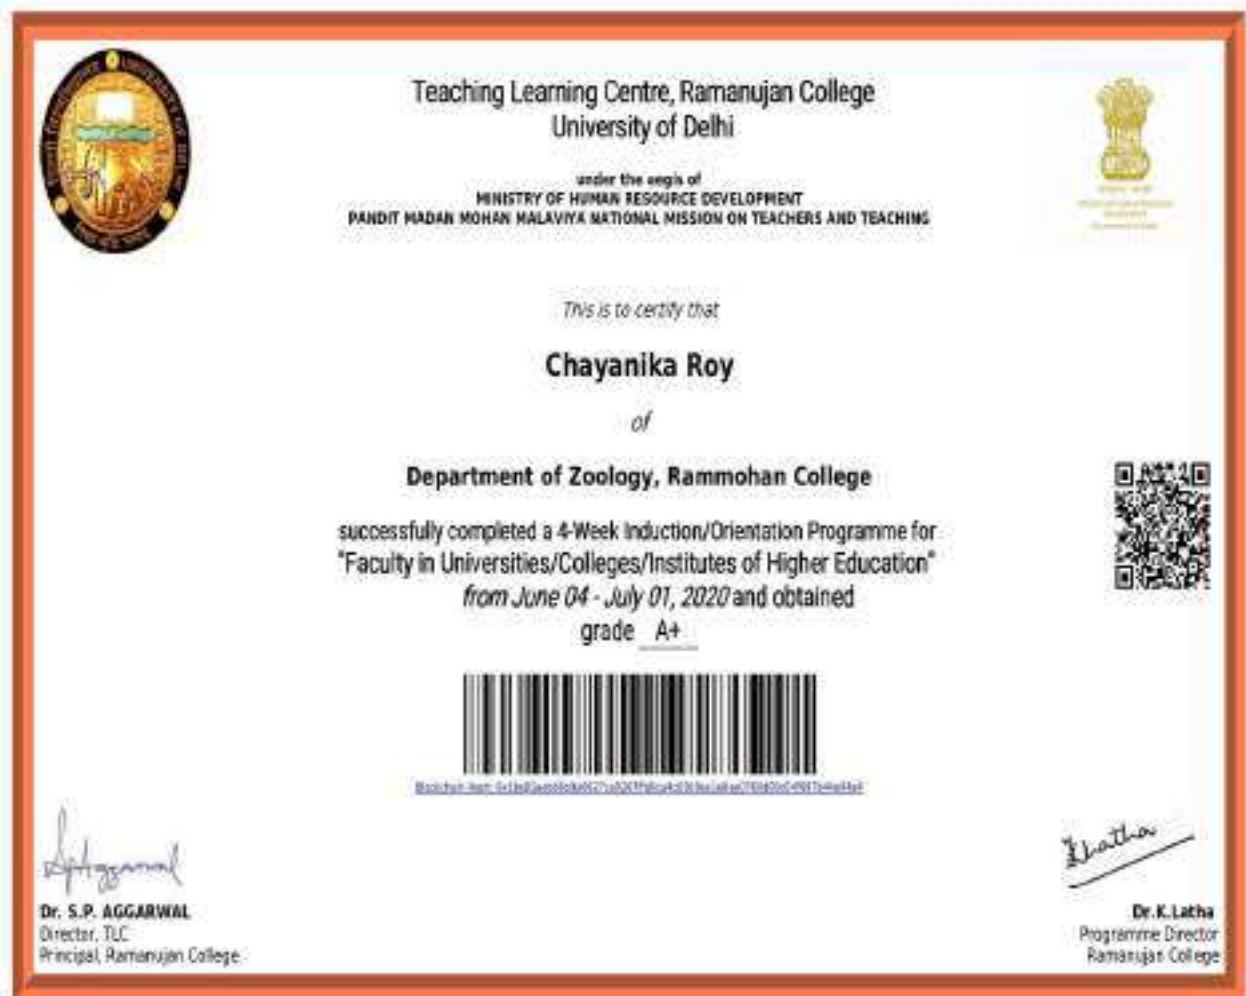 Teaching Learning Centre, Ramanujan College
University of Delhi
under the aegis of
MINISTRY OF HUMAN RESOURCE DEVELOPMENT
PANDIT MADAN MOHAN MALAVIYA NATIONAL MISSION ON TEACHERS AND TEACHING
This is to certify that
Chayanika Roy
of
Department of Zoology, Rammohan College
successfully completed a 4-Week Induction/Orientation Programme for
"Faculty in Universities/Colleges/Institutes of Higher Education"
from June 04 - July 01, 2020 and obtained
grade A+
Dr. S.P. AGGARWAL
Director, TLC
Principal, Ramanujan College
Dr.K.Latha
Programme Director
Ramanujan College